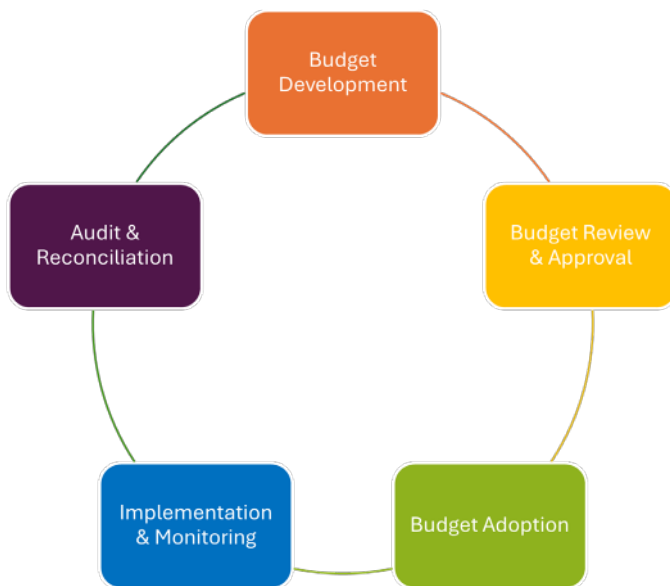 Budget
Development
Budget Review
& Approval
Budget Adoption
Implementation
& Monitoring
Audit &
Reconciliation